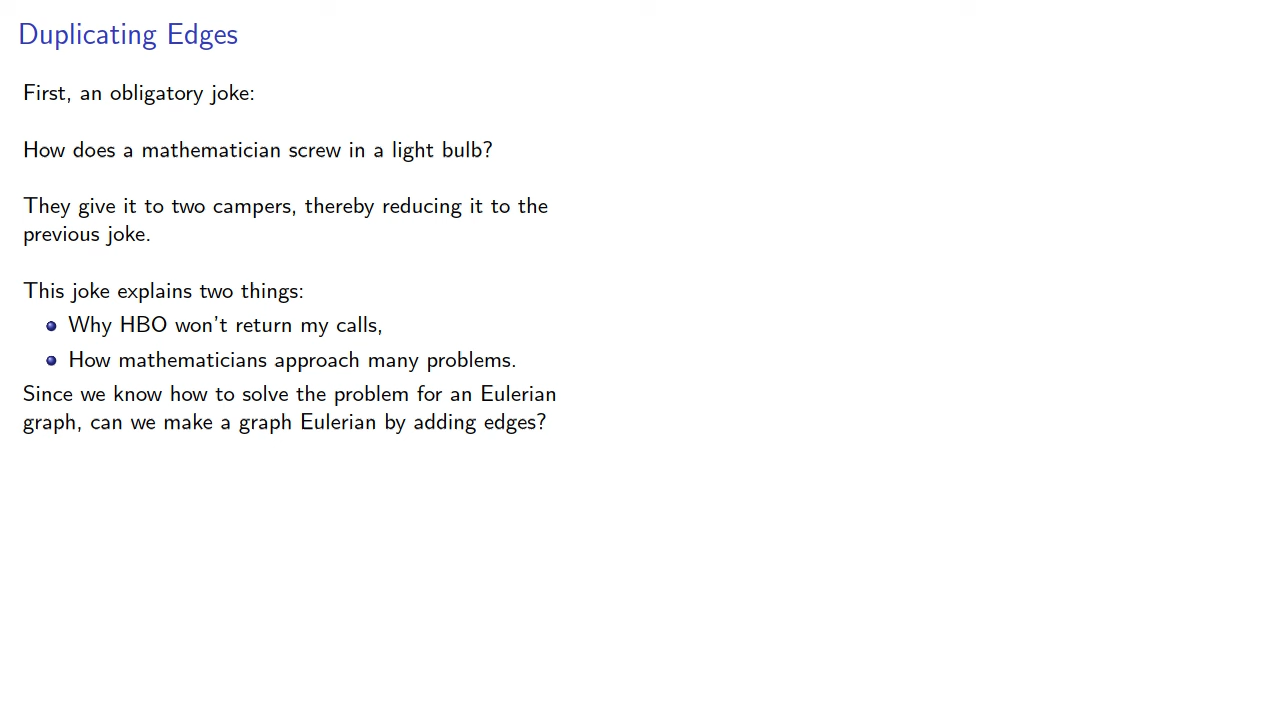 Duplicating Edges
First, an obligatory joke:
How does a mathematician screw in a light bulb?
They give it to two campers, thereby reducing it to the
previous joke.
This joke explains two things:
Why HBO won't return my calls,
How mathematicians approach many problems.
Since we know how to solve the problem for an Eulerian
graph, can we make a graph Eulerian by adding edges?